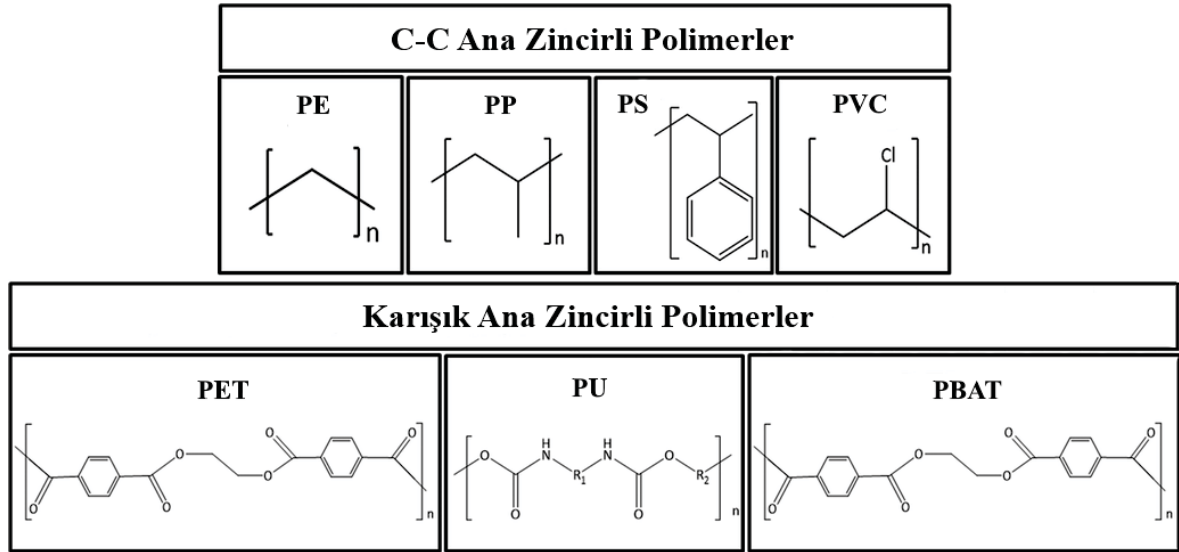 C-C Ana Zincirli Polimerler
PE
PP
PS
PVC
n
n
n
Cl
n
Karışık Ana Zincirli Polimerler
PET
PU
PBAT
O
O
O
O
O
O
n
O
H
N
R₁
H
N
O
R₂
O
O
n
O
O
O
O
O
O
n